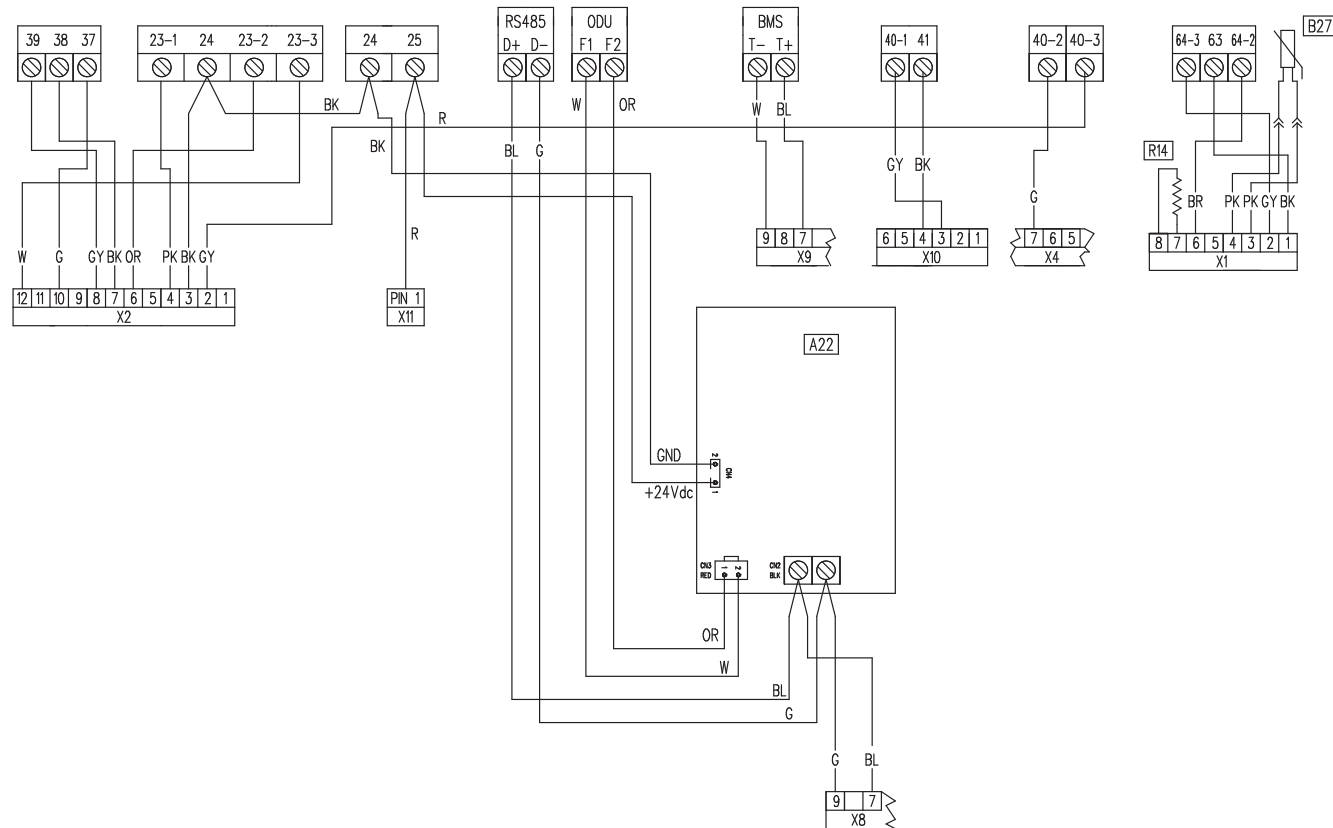 RS485 ODU BMS B27
39 38 37 23-1 24 23-2 23-3 24 25 D+ D- F1 F2 T- T+ 40-1 41 40-2 40-3 64-3 63 64-2
BK W OR W BL
R
BK BL G GY BK R14
G BR PK PK GY BK
R
W G GY BK OR PK BK GY
9 8 7 6 5 4 3 2 1 7 6 5 8 7 6 5 4 3 2 1
X9 X10 X4 X1
12 11 10 9 8 7 6 5 4 3 2 1 PIN 1
X2 X11
A22
GND 2
CN4
+24Vdc 1
CN3 RED 1 2 CN2 BLK
OR
W
BL
G
G BL
9 7
X8